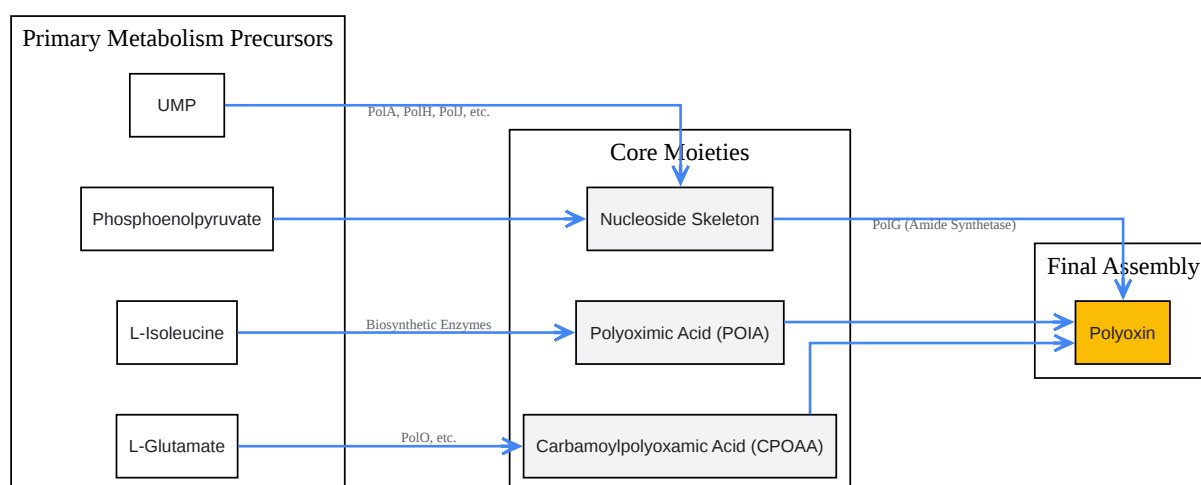 Primary Metabolism Precursors
UMP
PolA, PolH, PolJ, etc.
Core Moieties
Phosphoenolpyruvate
Nucleoside Skeleton
PolG (Amide Synthetase)
Final Assembly
L-Isoleucine
Biosynthetic Enzymes
Polyoximic Acid (POIA)
Polyoxin
L-Glutamate
PolO, etc.
Carbamoylpolyoxamic Acid (CPOAA)